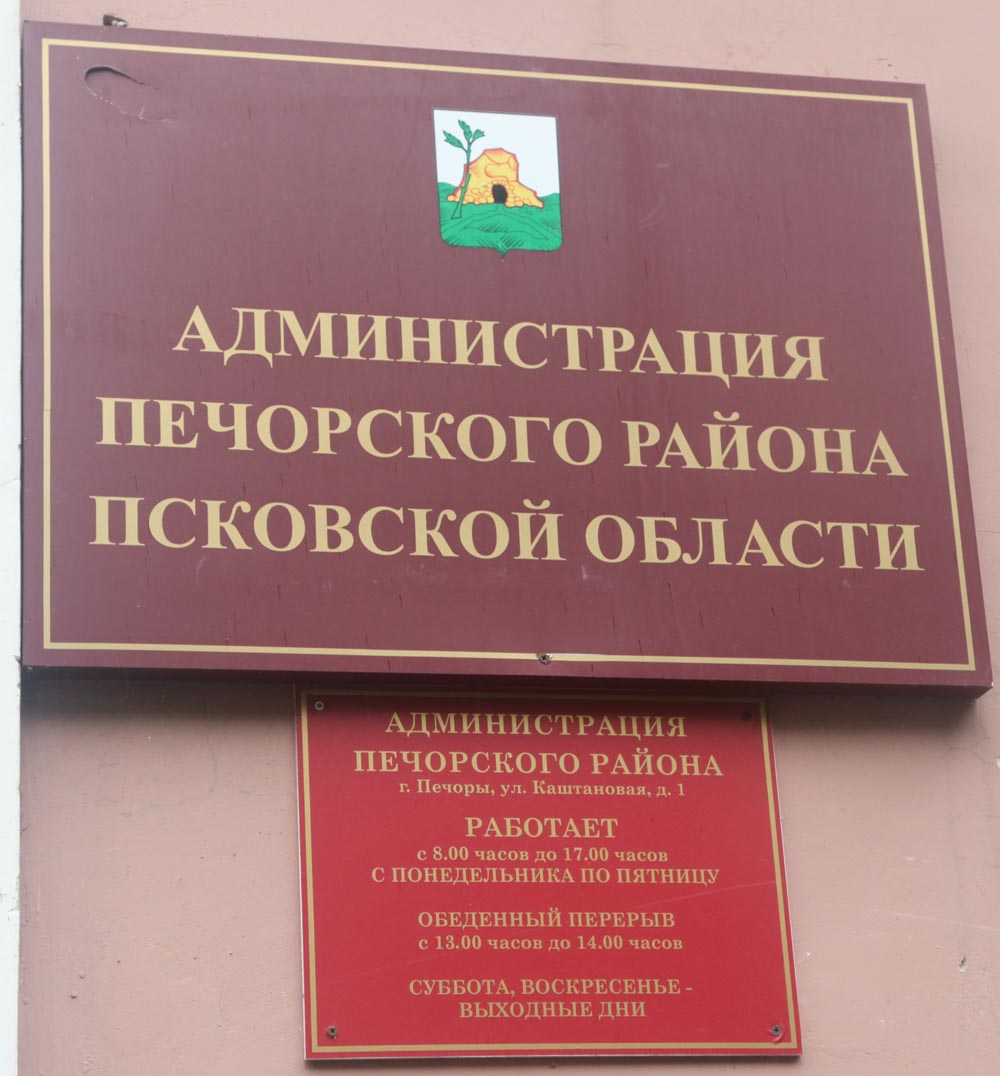 АДМИНИСТРАЦИЯ
ПЕЧОРСКОГО РАЙОНА
ПСКОВСКОЙ ОБЛАСТИ
АДМИНИСТРАЦИЯ
ПЕЧОРСКОГО РАЙОНА
г. Печоры, ул. Каштановая, д. 1
РАБОТАЕТ
с 8.00 часов до 17.00 часов
С ПОНЕДЕЛЬНИКА ПО ПЯТНИЦУ
ОБЕДЕННЫЙ ПЕРЕРЫВ
с 13.00 часов до 14.00 часов
СУББОТА, ВОСКРЕСЕНЬЕ -
ВЫХОДНЫЕ ДНИ